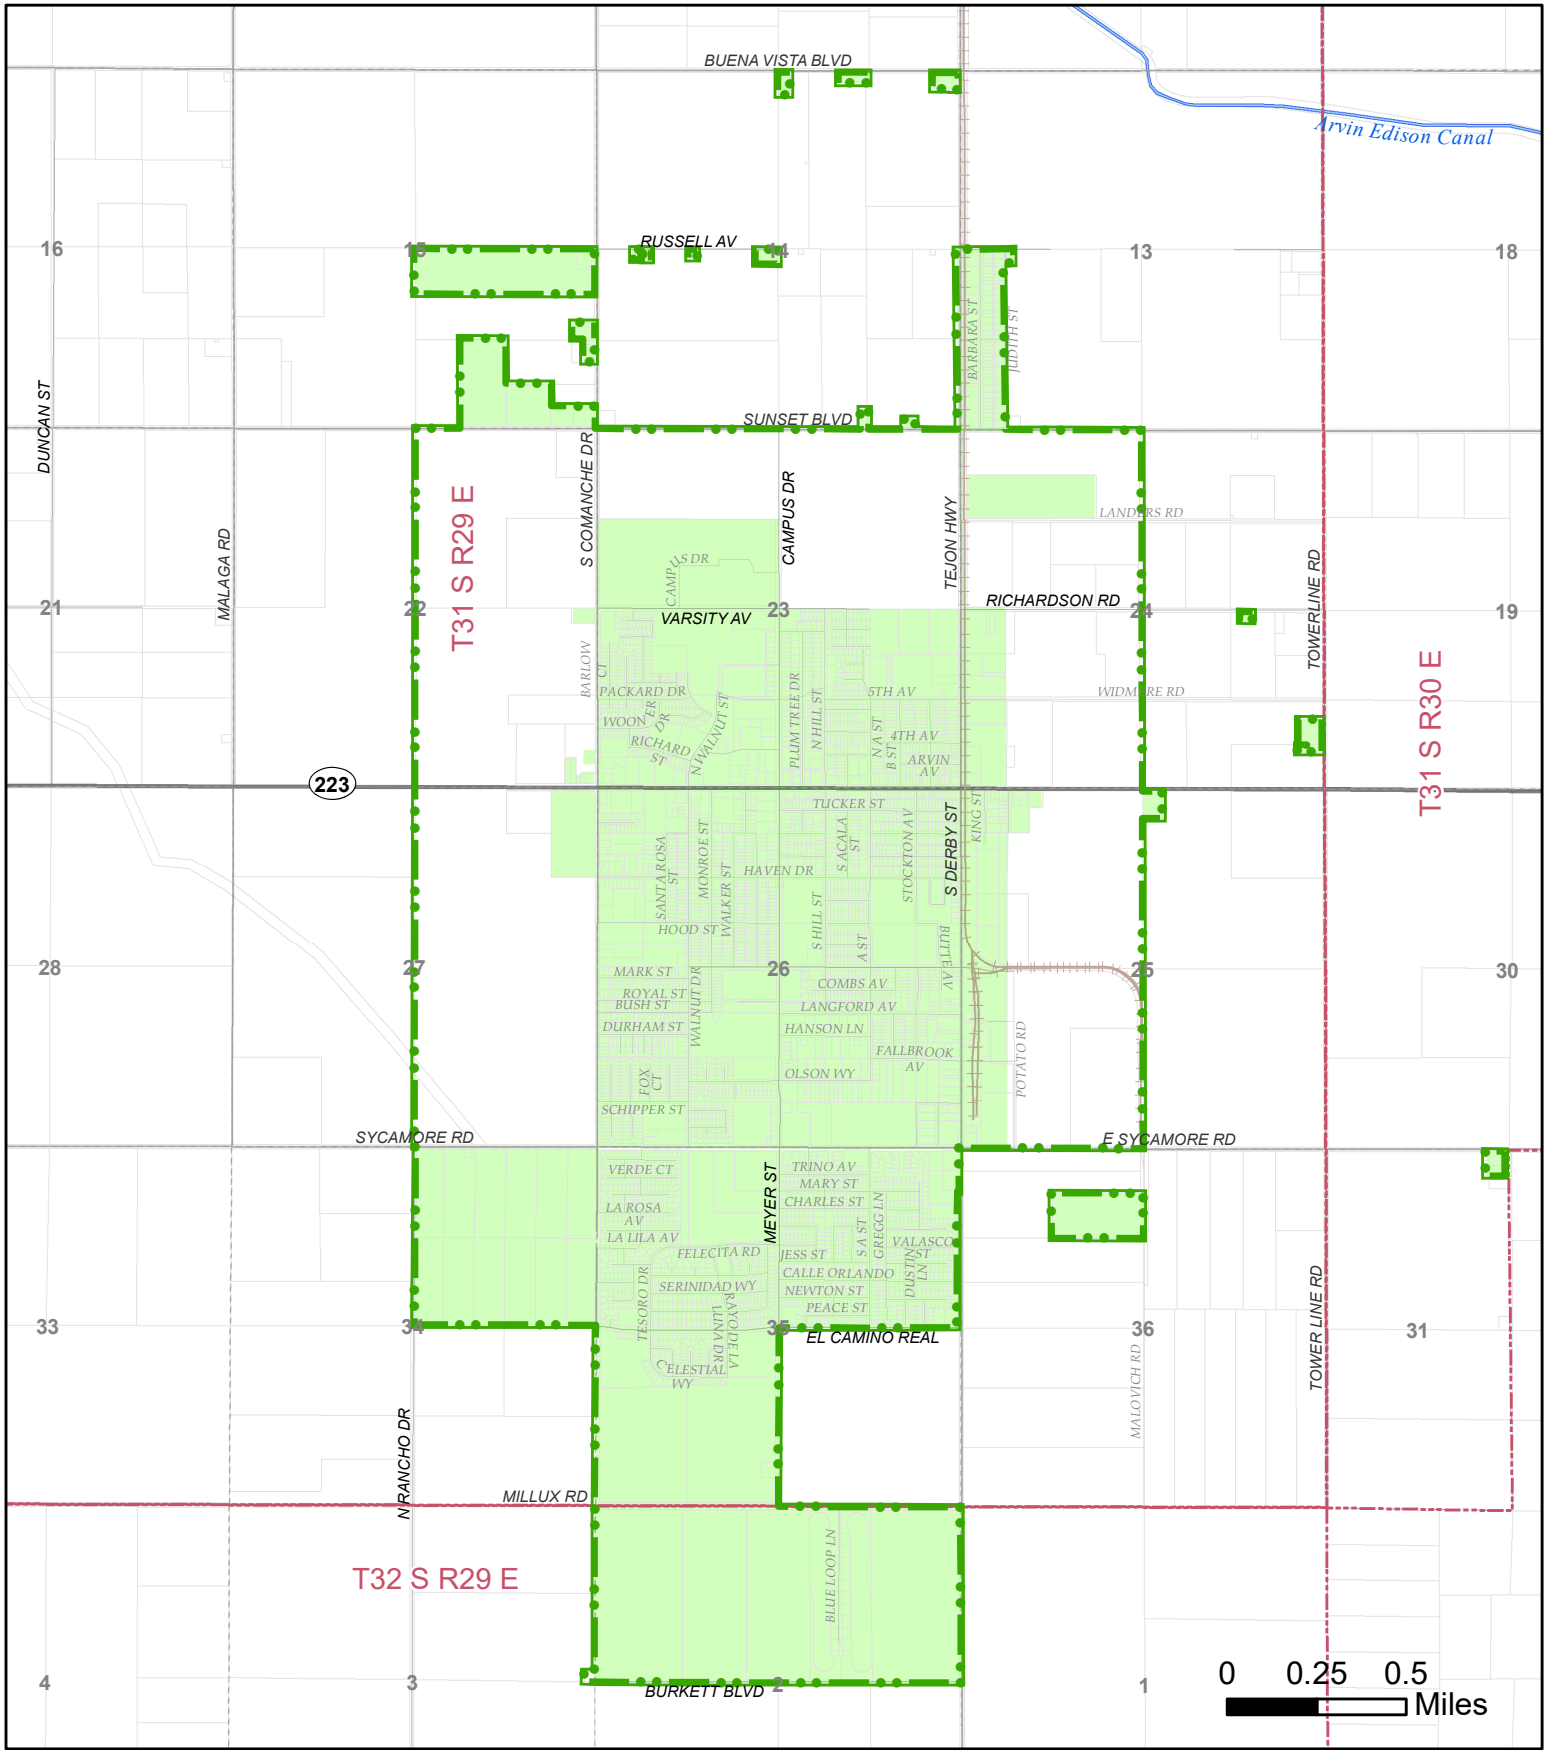 BUENA VISTA BLVD
Arvin Edison Canal
16
15
RUSSELL AV
14
13
18
BARBARA ST
JUDITH ST
DUNCAN ST
SUNSET BLVD
S COMANCHE DR
CAMPUS DR
TEJON HWY
T31 S R29 E
MALAGA RD
LANDERS RD
TOWERLINE RD
CAMPUS DR
21
22
VARSITY AV
23
RICHARDSON RD
24
19
T31 S R30 E
BARLOW
CT
PACKARD DR
WOON
ER
DR
RICHARD
ST
N WALNUT ST
PLUM TREE DR
N HILL ST
5TH AV
N A ST
B ST
4TH AV
ARVIN
AV
WIDMERE RD
223
TUCKER ST
KING ST
S DERBY ST
SANTA ROSA
ST
MONROE ST
WALKER ST
HAVEN DR
S ACALA
ST
STOCKTON AV
HOOD ST
S HILL ST
A ST
BUTTE AV
28
27
MARK ST
26
25
30
ROYAL ST
BUSH ST
WALNUT DR
COMBS AV
LANGFORD AV
DURHAM ST
HANSON LN
FALLBROOK
AV
POTATO RD
FOX
CT
OLSON WY
SCHIPPER ST
SYCAMORE RD
E SYCAMORE RD
VERDE CT
MEYER ST
TRINO AV
MARY ST
CHARLES ST
LA ROSA
AV
LA LILA AV
S A ST
GREGG LN
VALASCO
ST
FELECITA RD
JESS ST
CALLE ORLANDO
DUSTIN
LN
TESORO DR
SERINIDAD WY
NEWTON ST
PEACE ST
RAYO DE LA
LUNA DR
33
34
35
EL CAMINO REAL
36
31
TOWER LINE RD
CELESTIAL
WY
MALOVICH RD
N RANCHO DR
MILLUX RD
T32 S R29 E
BLUE LOOP LN
4
3
BURKETT BLVD
2
1
0 0.25 0.5
Miles